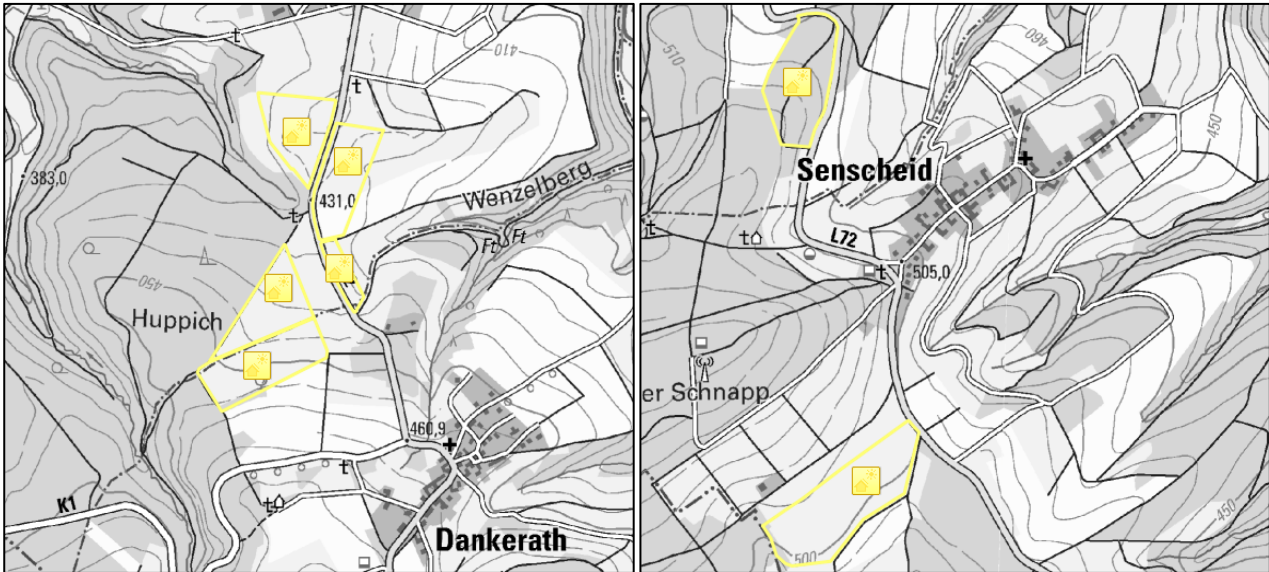 410
383,0
431,0
Wenzelberg
Ft
Ft
450
Huppich
460,9
K1
Dankerath
510
460
450
Senscheid
L72
505,0
er Schnapp
500
450